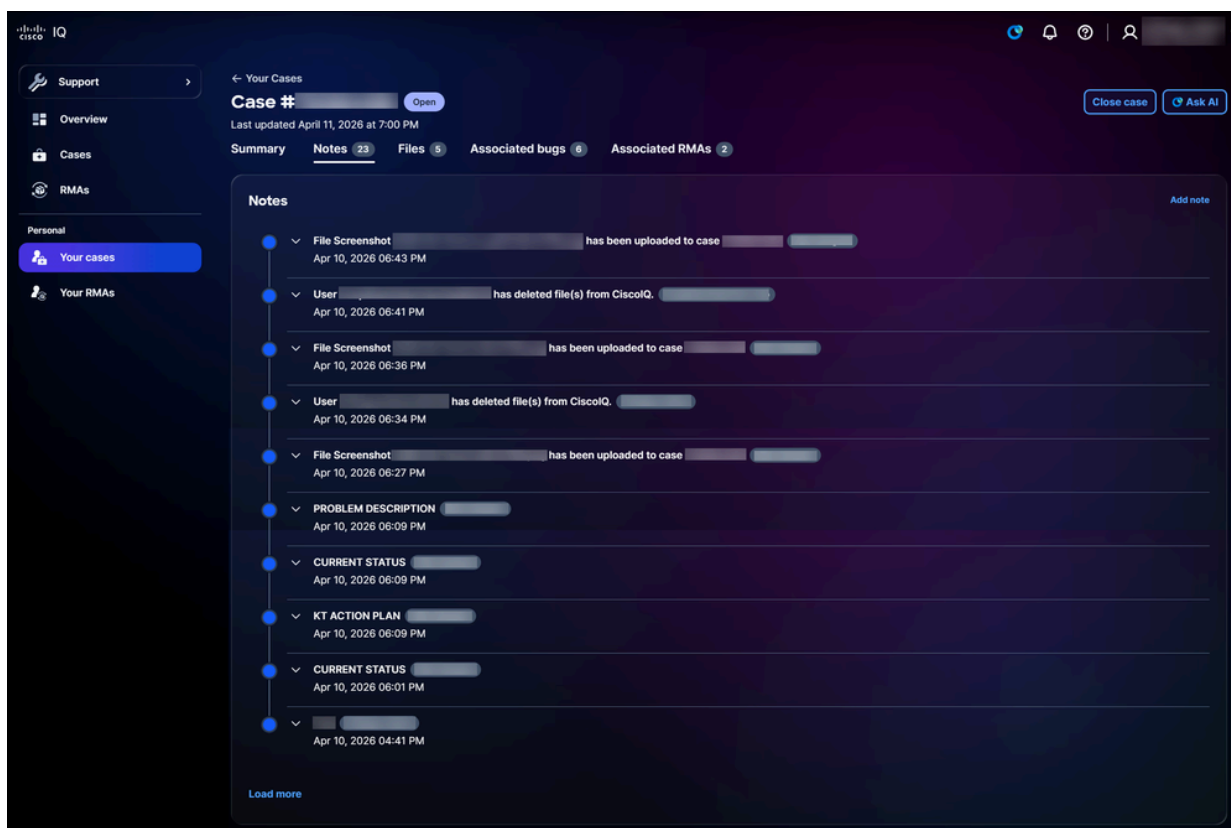 cisco IQ
Support
Overview
Cases
RMAs
Personal
Your cases
Your RMAs
← Your Cases
Case # Open
Last updated April 11, 2026 at 7:00 PM
Close case
Ask AI
Summary Notes 23 Files 5 Associated bugs 6 Associated RMAs 2
Notes
Add note
File Screenshot has been uploaded to case
Apr 10, 2026 06:43 PM
User has deleted file(s) from CiscoIQ.
Apr 10, 2026 06:41 PM
File Screenshot has been uploaded to case
Apr 10, 2026 06:36 PM
User has deleted file(s) from CiscoIQ.
Apr 10, 2026 06:34 PM
File Screenshot has been uploaded to case
Apr 10, 2026 06:27 PM
PROBLEM DESCRIPTION
Apr 10, 2026 06:09 PM
CURRENT STATUS
Apr 10, 2026 06:09 PM
KT ACTION PLAN
Apr 10, 2026 06:09 PM
CURRENT STATUS
Apr 10, 2026 06:01 PM
Apr 10, 2026 04:41 PM
Load more